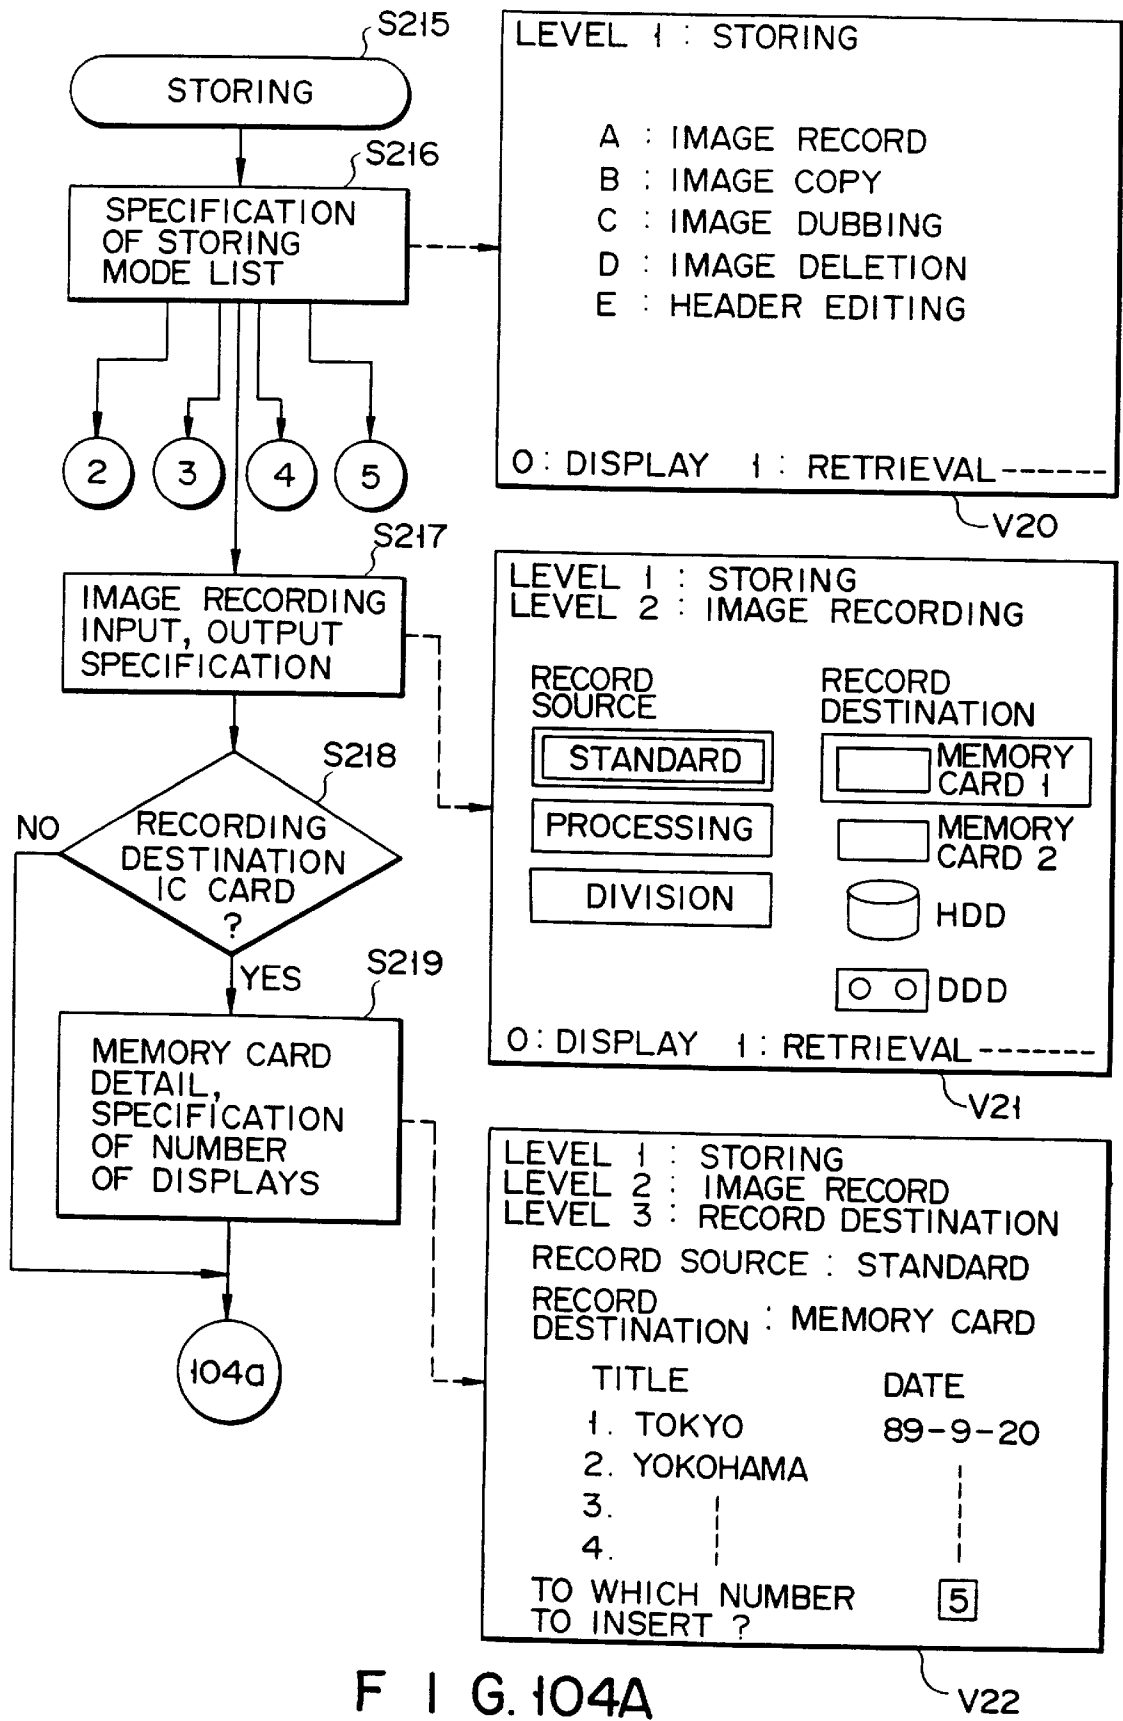 S215
STORING
S216
SPECIFICATION
OF STORING
MODE LIST
2
3
4
5
S217
IMAGE RECORDING
INPUT, OUTPUT
SPECIFICATION
S218
NO
RECORDING
DESTINATION
IC CARD
?
YES
S219
MEMORY CARD
DETAIL,
SPECIFICATION
OF NUMBER
OF DISPLAYS
104a
LEVEL 1 : STORING
A : IMAGE RECORD
B : IMAGE COPY
C : IMAGE DUBBING
D : IMAGE DELETION
E : HEADER EDITING
0 : DISPLAY 1 : RETRIEVAL ------
V20
LEVEL 1 : STORING
LEVEL 2 : IMAGE RECORDING
RECORD
SOURCE
STANDARD
PROCESSING
DIVISION
RECORD
DESTINATION
MEMORY
CARD 1
MEMORY
CARD 2
HDD
DDD
0 : DISPLAY 1 : RETRIEVAL -------
V21
LEVEL 1 : STORING
LEVEL 2 : IMAGE RECORD
LEVEL 3 : RECORD DESTINATION
RECORD SOURCE : STANDARD
RECORD
DESTINATION : MEMORY CARD
TITLE DATE
1. TOKYO 89-9-20
2. YOKOHAMA
3.
4.
TO WHICH NUMBER
TO INSERT ? 5
V22
FIG. 104A